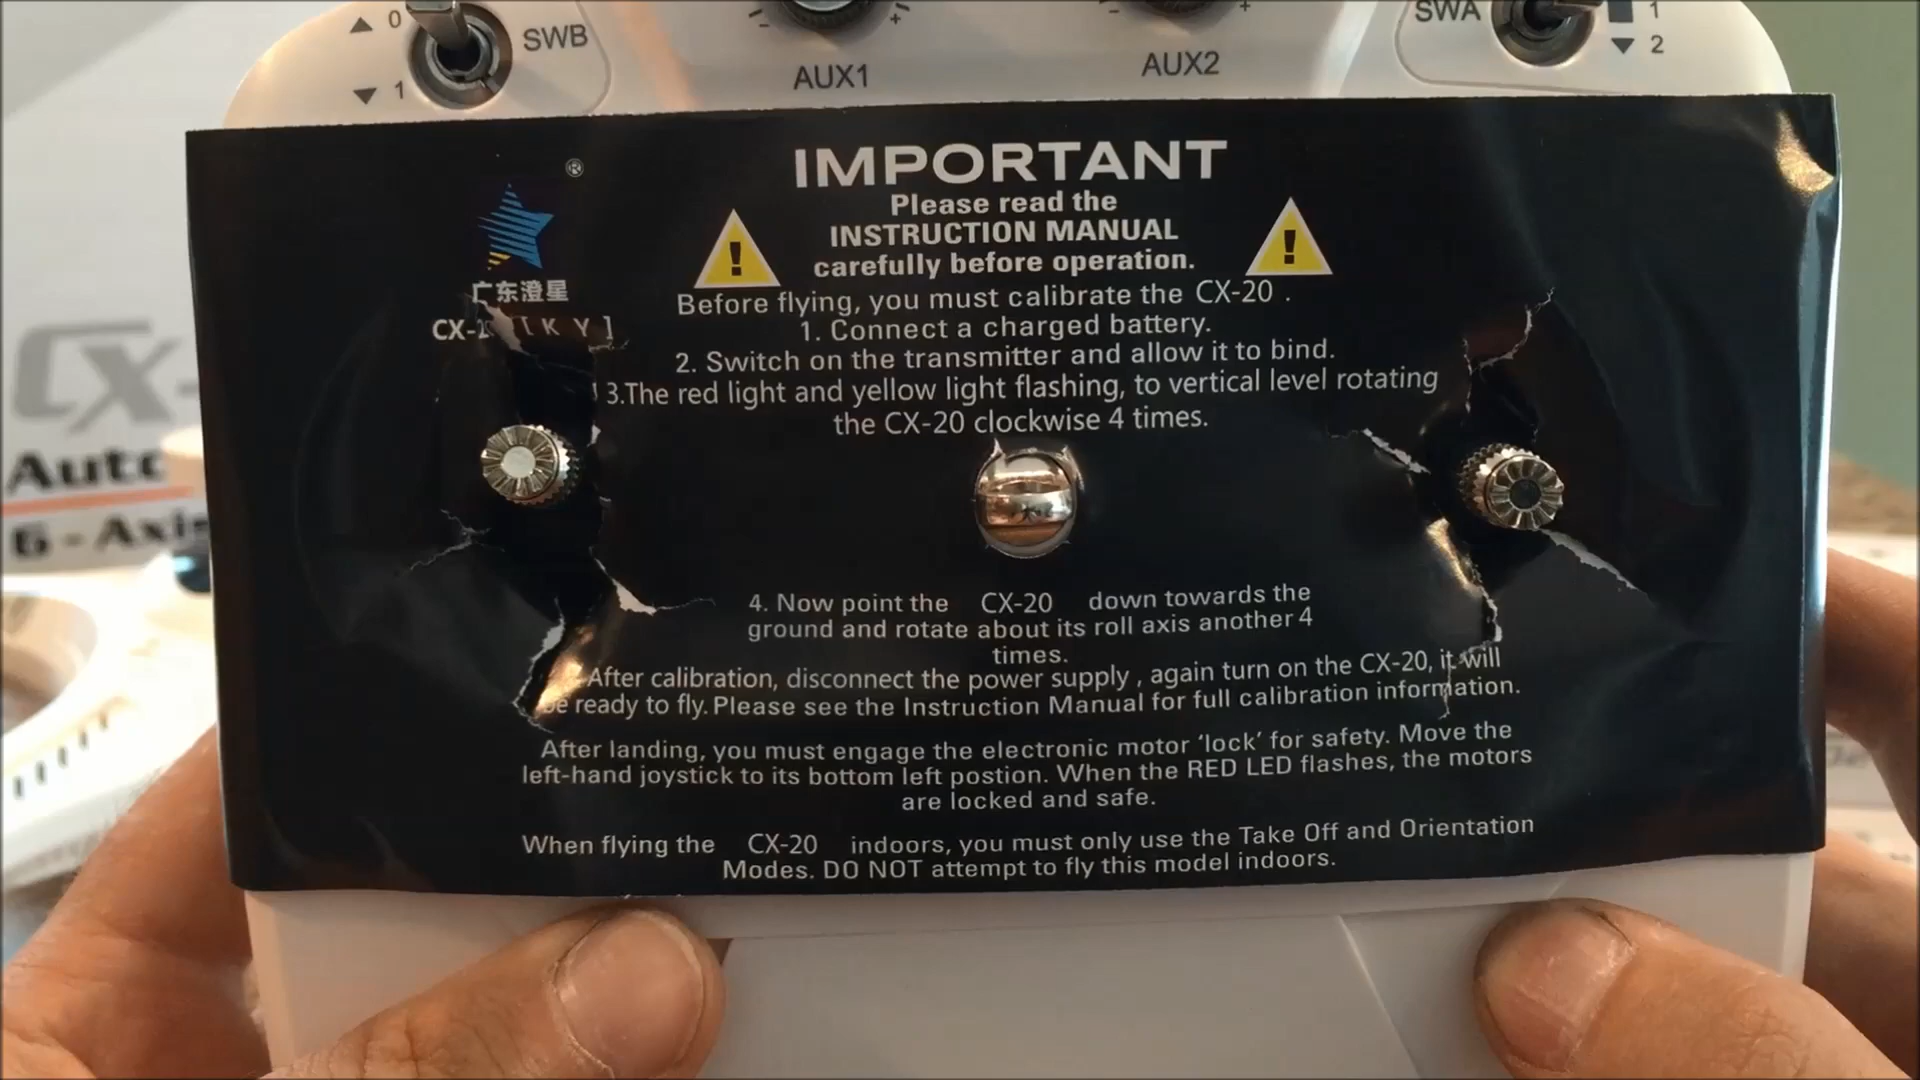 0
1
SWB
AUX1
AUX2
SWA
1
2
IMPORTANT
Please read the
INSTRUCTION MANUAL
carefully before operation.
®
广东澄星
CX-2 KY]
Before flying, you must calibrate the CX-20 .
1. Connect a charged battery.
2. Switch on the transmitter and allow it to bind.
3.The red light and yellow light flashing, to vertical level rotating
the CX-20 clockwise 4 times.
4. Now point the CX-20 down towards the
ground and rotate about its roll axis another 4
times.
After calibration, disconnect the power supply , again turn on the CX-20, it will
be ready to fly. Please see the Instruction Manual for full calibration information.
After landing, you must engage the electronic motor 'lock' for safety. Move the
left-hand joystick to its bottom left postion. When the RED LED flashes, the motors
are locked and safe.
When flying the CX-20 indoors, you must only use the Take Off and Orientation
Modes. DO NOT attempt to fly this model indoors.
CX-
Auto
6-Axis